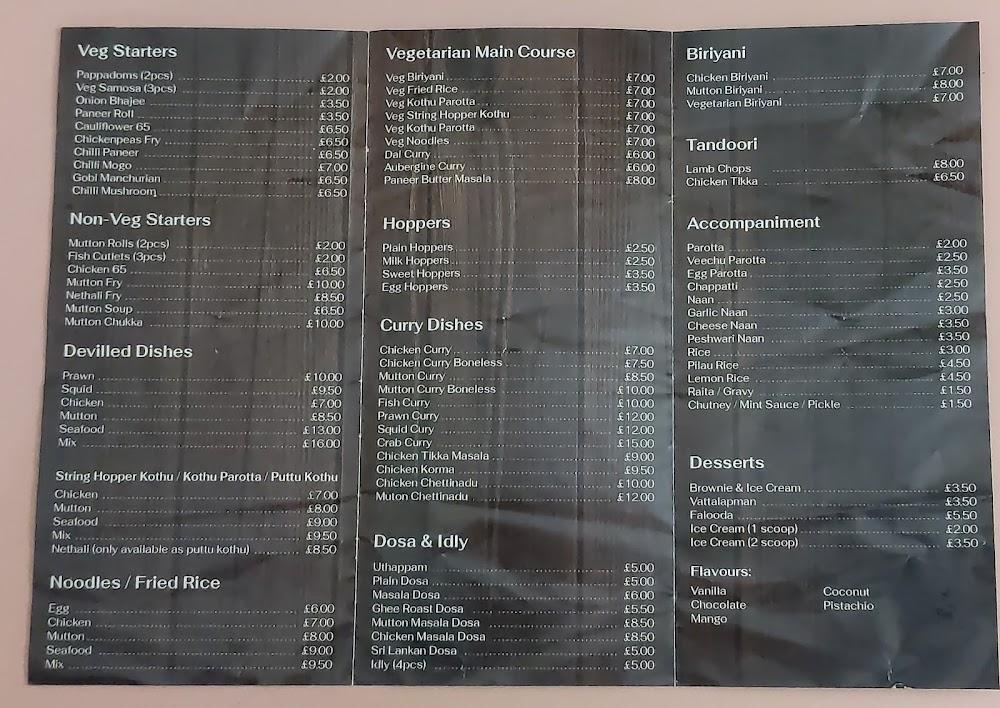 Veg Starters
Pappadoms (2pcs) £2.00
Veg Samosa (3pcs) £2.00
Onion Bhajee £3.50
Paneer Roll £3.50
Cauliflower 65 £6.50
Chickenpeas Fry £6.50
Chilli Paneer £6.50
Chilli Mogo £7.00
Gobi Manchurian £6.50
Chilli Mushroom £6.50
Non-Veg Starters
Mutton Rolls (2pcs) £2.00
Fish Cutlets (3pcs) £2.00
Chicken 65 £6.50
Mutton Fry £10.00
Nethali Fry £8.50
Mutton Soup £6.50
Mutton Chukka £10.00
Devilled Dishes
Prawn £10.00
Squid £9.50
Chicken £7.00
Mutton £8.50
Seafood £13.00
Mix £16.00
String Hopper Kothu / Kothu Parotta / Puttu Kothu
Chicken £7.00
Mutton £8.00
Seafood £9.00
Mix £9.50
Nethali (only available as puttu kothu) £8.50
Noodles / Fried Rice
Egg £6.00
Chicken £7.00
Mutton £8.00
Seafood £9.00
Mix £9.50
Vegetarian Main Course
Veg Biriyani £7.00
Veg Fried Rice £7.00
Veg Kothu Parotta £7.00
Veg String Hopper Kothu £7.00
Veg Kothu Parotta £7.00
Veg Noodles £7.00
Dal Curry £6.00
Aubergine Curry £6.00
Paneer Butter Masala £8.00
Hoppers
Plain Hoppers £2.50
Milk Hoppers £2.50
Sweet Hoppers £3.50
Egg Hoppers £3.50
Curry Dishes
Chicken Curry £7.00
Chicken Curry Boneless £7.50
Mutton Curry £8.50
Mutton Curry Boneless £10.00
Fish Curry £10.00
Prawn Curry £12.00
Squid Cury £12.00
Crab Curry £15.00
Chicken Tikka Masala £9.00
Chicken Korma £9.50
Chicken Chettinadu £10.00
Muton Chettinadu £12.00
Dosa & Idly
Uthappam £5.00
Plain Dosa £5.00
Masala Dosa £6.00
Ghee Roast Dosa £5.50
Mutton Masala Dosa £8.50
Chicken Masala Dosa £8.50
Sri Lankan Dosa £5.00
Idly (4pcs) £5.00
Biriyani
Chicken Biriyani £7.00
Mutton Biriyani £8.00
Vegetarian Biriyani £7.00
Tandoori
Lamb Chops £8.00
Chicken Tikka £6.50
Accompaniment
Parotta £2.00
Veechu Parotta £2.50
Egg Parotta £3.50
Chappatti £2.50
Naan £2.50
Garlic Naan £3.00
Cheese Naan £3.50
Peshwari Naan £3.50
Rice £3.00
Pilau Rice £4.50
Lemon Rice £4.50
Raita / Gravy £1.50
Chutney / Mint Sauce / Pickle £1.50
Desserts
Brownie & Ice Cream £3.50
Vattalapman £3.50
Falooda £5.50
Ice Cream (1 scoop) £2.00
Ice Cream (2 scoop) £3.50
Flavours:
Vanilla Coconut
Chocolate Pistachio
Mango